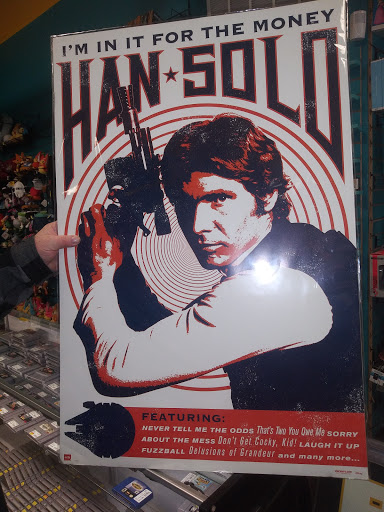 I'M IN IT FOR THE MONEY
HAN SOLO
FEATURING:
NEVER TELL ME THE ODDS That's Two You Owe Me SORRY
ABOUT THE MESS Don't Get Cocky, Kid! LAUGH IT UP
FUZZBALL Delusions of Grandeur and many more...